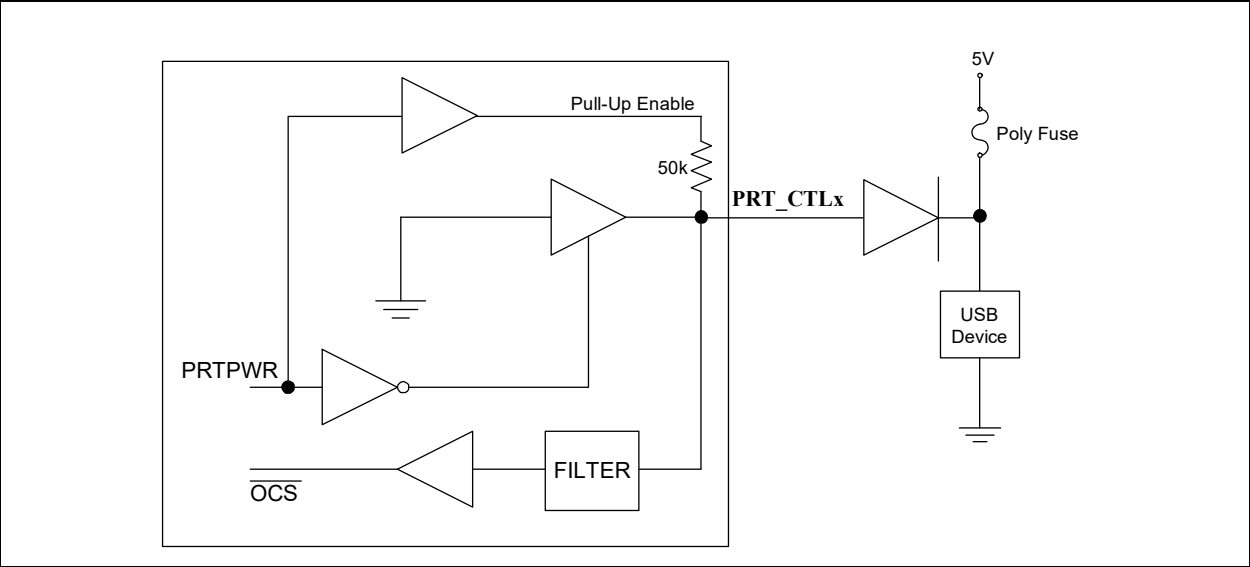 5V
Pull-Up Enable
Poly Fuse
50k
PRT_CTLx
USB
Device
PRTPWR
FILTER
OCS